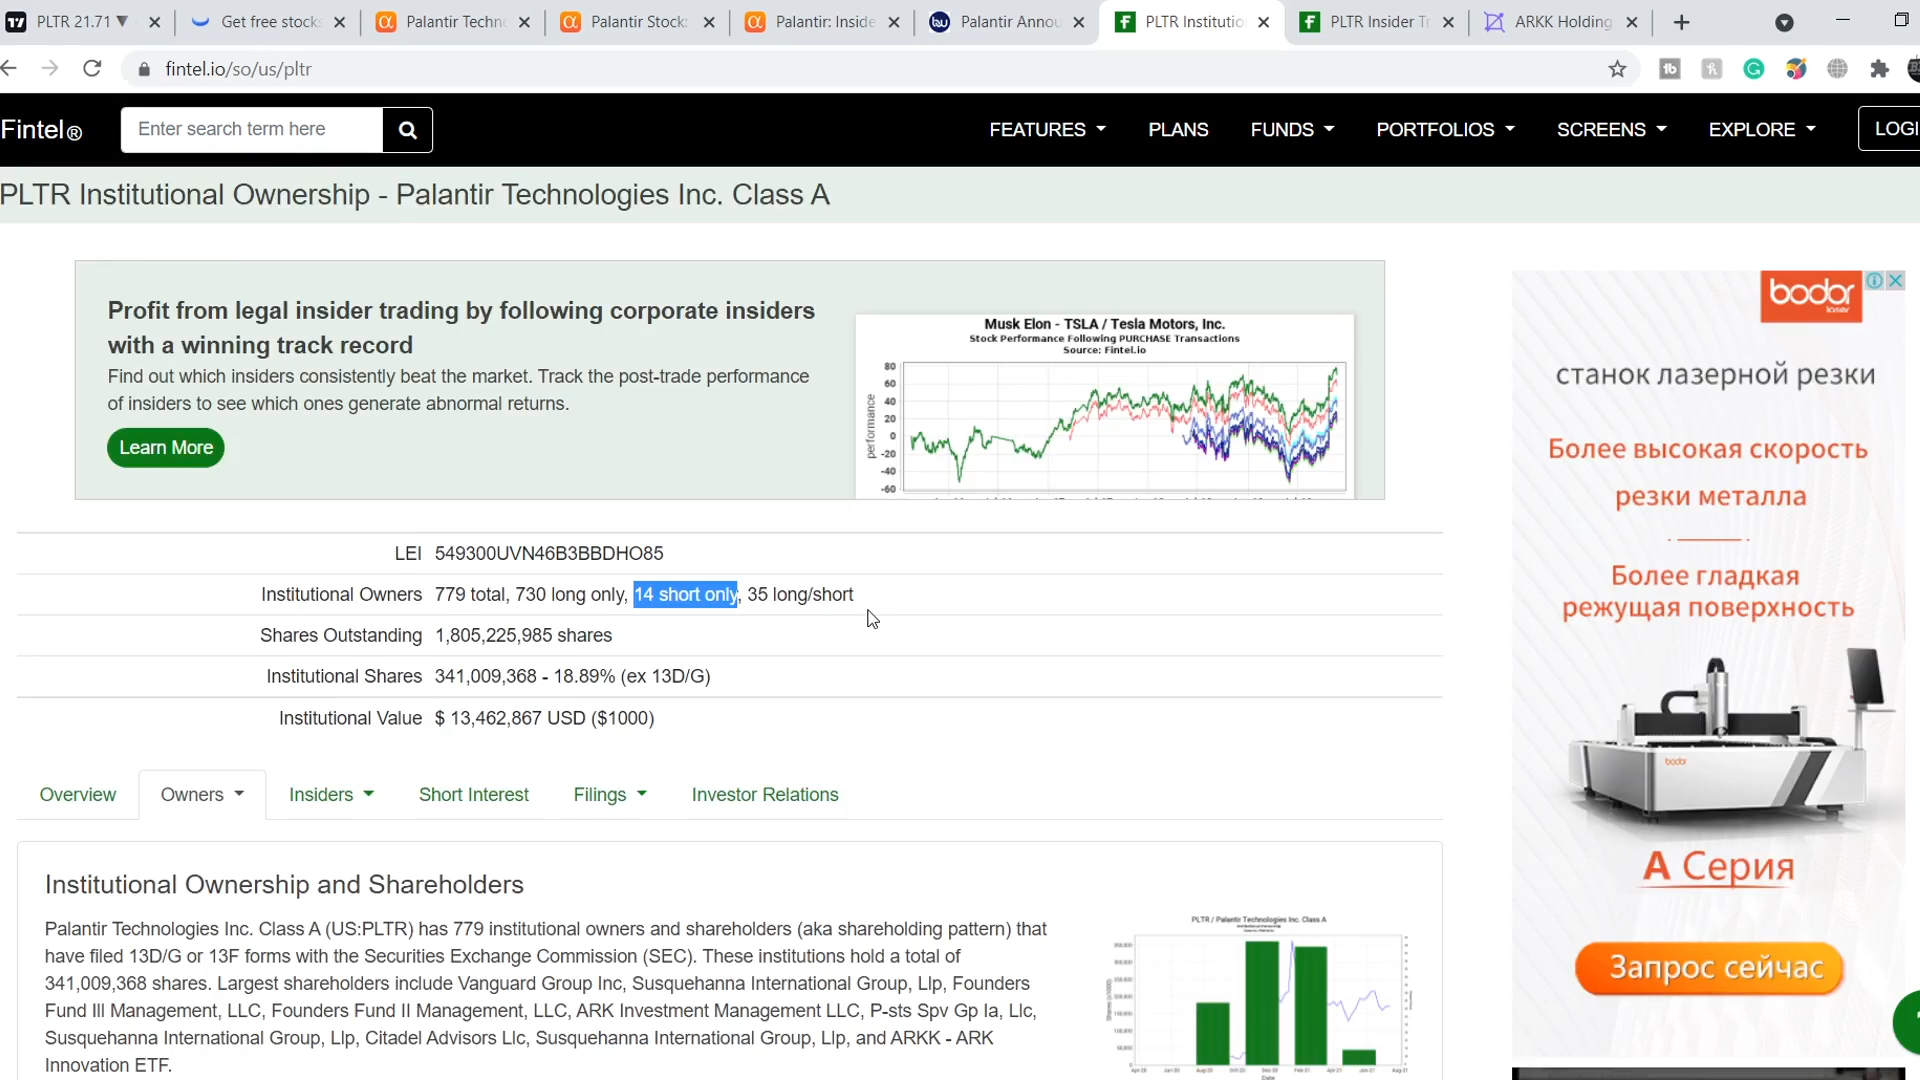 PLTR 21.71 ▼
Get free stocks
Palantir Techno
Palantir Stock:
Palantir: Inside
Palantir Annou
PLTR Institutio
PLTR Insider Tr
ARKK Holding
fintel.io/so/us/pltr
Fintel®
Enter search term here
FEATURES
PLANS
FUNDS
PORTFOLIOS
SCREENS
EXPLORE
LOGI
PLTR Institutional Ownership - Palantir Technologies Inc. Class A
Profit from legal insider trading by following corporate insiders
with a winning track record
Find out which insiders consistently beat the market. Track the post-trade performance
of insiders to see which ones generate abnormal returns.
Learn More
Musk Elon - TSLA / Tesla Motors, Inc.
Stock Performance Following PURCHASE Transactions
Source: Fintel.io
performance
80
60
40
20
0
-20
-40
-60
LEI 549300UVN46B3BBDHO85
Institutional Owners 779 total, 730 long only, 14 short only, 35 long/short
Shares Outstanding 1,805,225,985 shares
Institutional Shares 341,009,368 - 18.89% (ex 13D/G)
Institutional Value $ 13,462,867 USD ($1000)
Overview
Owners
Insiders
Short Interest
Filings
Investor Relations
Institutional Ownership and Shareholders
Palantir Technologies Inc. Class A (US:PLTR) has 779 institutional owners and shareholders (aka shareholding pattern) that
have filed 13D/G or 13F forms with the Securities Exchange Commission (SEC). These institutions hold a total of
341,009,368 shares. Largest shareholders include Vanguard Group Inc, Susquehanna International Group, Llp, Founders
Fund III Management, LLC, Founders Fund II Management, LLC, ARK Investment Management LLC, P-sts Spv Gp Ia, Llc,
Susquehanna International Group, Llp, Citadel Advisors Llc, Susquehanna International Group, Llp, and ARKK - ARK
Innovation ETF.
PLTR / Palantir Technologies Inc. Class A
bodor
laser
станок лазерной резки
Более высокая скорость
резки металла
Более гладкая
режущая поверхность
bodor
А Серия
Запрос сейчас